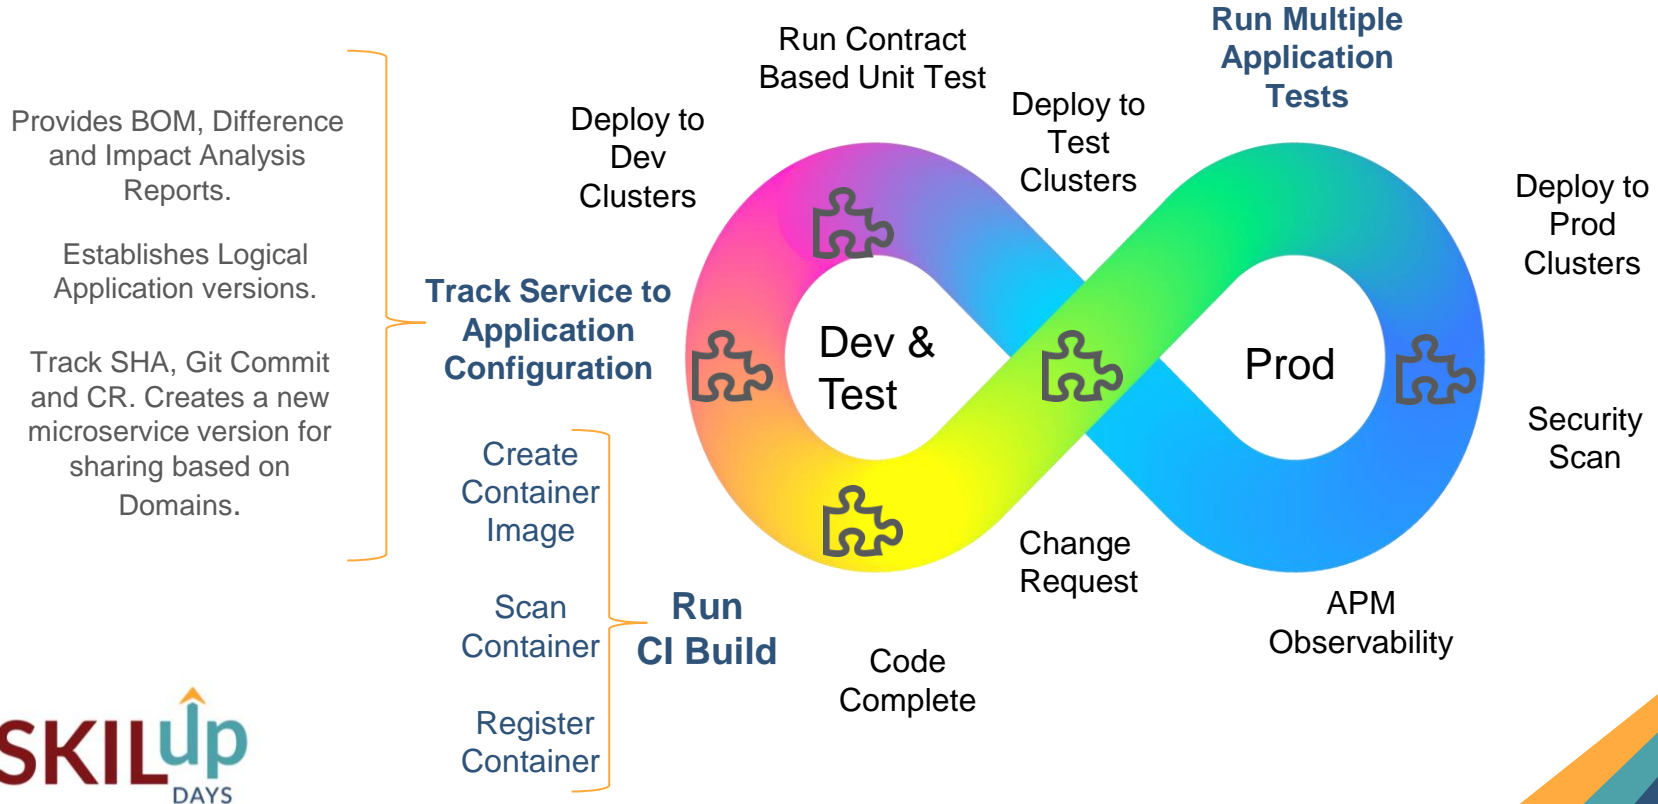 Run Multiple
Application
Tests
Run Contract
Based Unit Test
Deploy to
Test
Clusters
Deploy to
Dev
Clusters
Provides BOM, Difference
and Impact Analysis
Reports.
Establishes Logical
Application versions.
Track SHA, Git Commit
and CR. Creates a new
microservice version for
sharing based on
Domains.
Track Service to
Application
Configuration
Dev &
Test
Prod
Deploy to
Prod
Clusters
Security
Scan
Create
Container
Image
Scan
Container
Register
Container
Run
CI Build
Change
Request
Code
Complete
APM
Observability
SKILup
DAYS